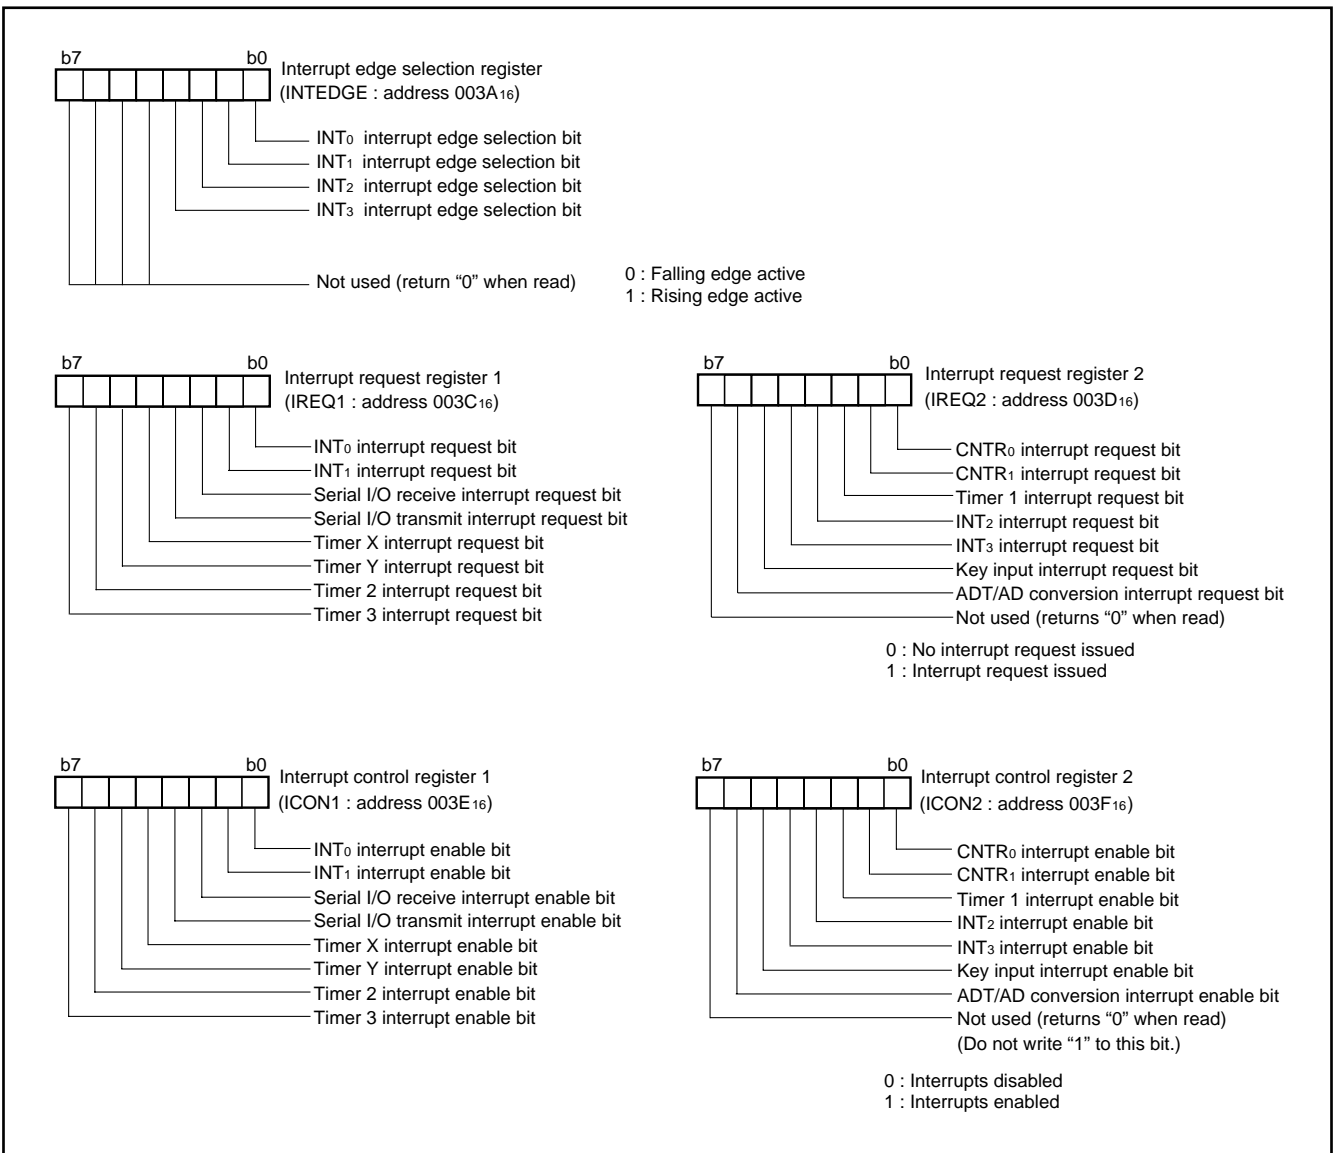 b7 b0
Interrupt edge selection register
(INTEDGE : address 003A16)
INT0 interrupt edge selection bit
INT1 interrupt edge selection bit
INT2 interrupt edge selection bit
INT3 interrupt edge selection bit
Not used (return “0” when read)
0 : Falling edge active
1 : Rising edge active
b7 b0
Interrupt request register 1
(IREQ1 : address 003C16)
INT0 interrupt request bit
INT1 interrupt request bit
Serial I/O receive interrupt request bit
Serial I/O transmit interrupt request bit
Timer X interrupt request bit
Timer Y interrupt request bit
Timer 2 interrupt request bit
Timer 3 interrupt request bit
b7 b0
Interrupt request register 2
(IREQ2 : address 003D16)
CNTR0 interrupt request bit
CNTR1 interrupt request bit
Timer 1 interrupt request bit
INT2 interrupt request bit
INT3 interrupt request bit
Key input interrupt request bit
ADT/AD conversion interrupt request bit
Not used (returns “0” when read)
0 : No interrupt request issued
1 : Interrupt request issued
b7 b0
Interrupt control register 1
(ICON1 : address 003E16)
INT0 interrupt enable bit
INT1 interrupt enable bit
Serial I/O receive interrupt enable bit
Serial I/O transmit interrupt enable bit
Timer X interrupt enable bit
Timer Y interrupt enable bit
Timer 2 interrupt enable bit
Timer 3 interrupt enable bit
b7 b0
Interrupt control register 2
(ICON2 : address 003F16)
CNTR0 interrupt enable bit
CNTR1 interrupt enable bit
Timer 1 interrupt enable bit
INT2 interrupt enable bit
INT3 interrupt enable bit
Key input interrupt enable bit
ADT/AD conversion interrupt enable bit
Not used (returns “0” when read)
(Do not write “1” to this bit.)
0 : Interrupts disabled
1 : Interrupts enabled